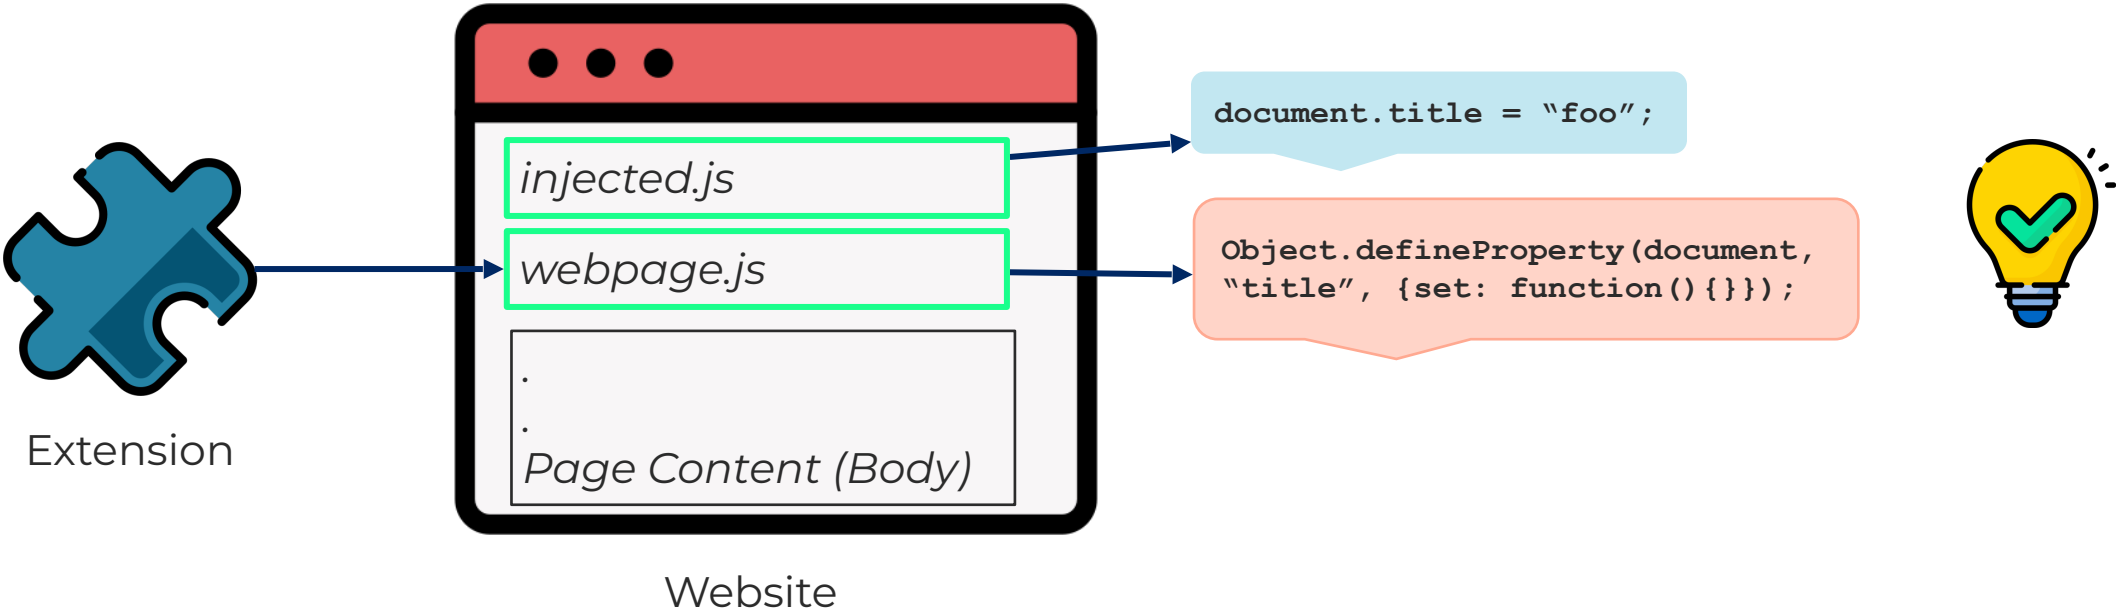 Extension
injected.js
webpage.js
.
.
Page Content (Body)
Website
document.title = “foo”;
Object.defineProperty(document,
“title”, {set: function(){}});